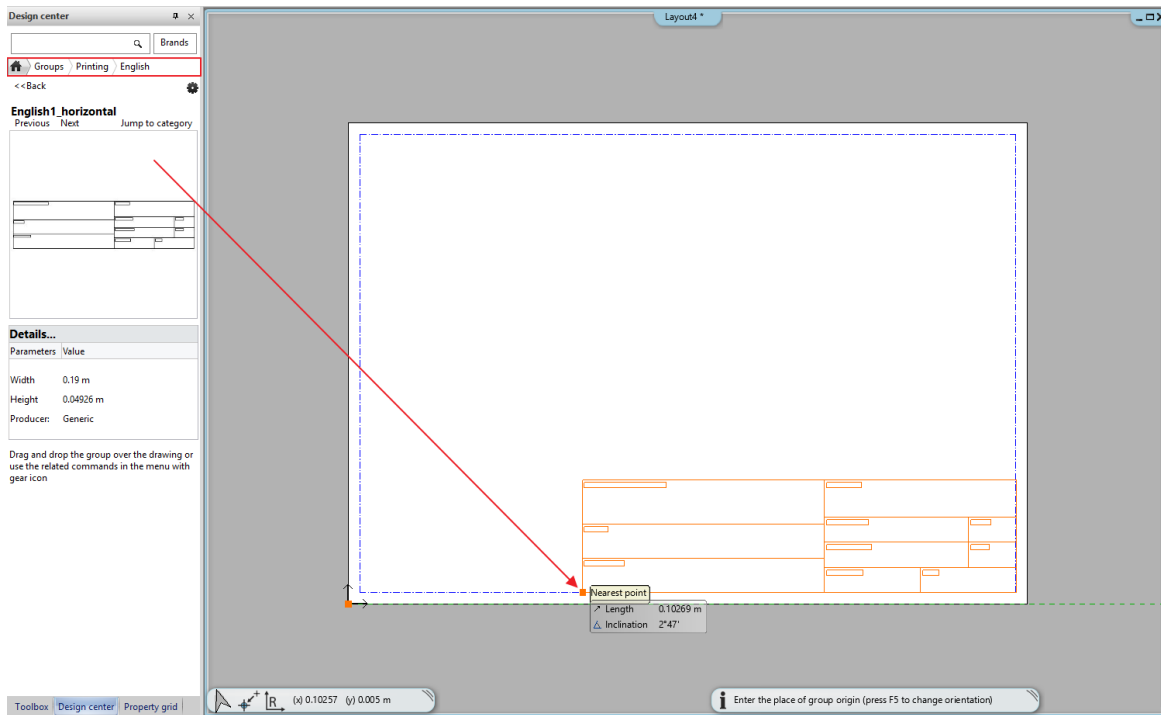 Design center
Brands
Groups Printing English
<<Back
English1_horizontal
Previous Next Jump to category
Details...
Parameters Value
Width 0.19 m
Height 0.04926 m
Producer: Generic
Drag and drop the group over the drawing or
use the related commands in the menu with
gear icon
Toolbox Design center Property grid
Layout4 *
Nearest point
Length 0.10269 m
Inclination 2°47'
R (x) 0.10257 (y) 0.005 m
Enter the place of group origin (press F5 to change orientation)